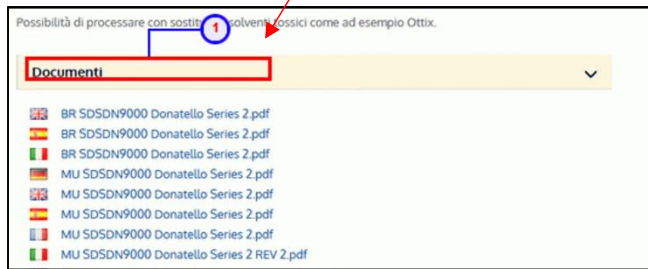 Possibilità di processare con sostit solventi tossici come ad esempio Ottix.
1
Documenti
BR SDSDN9000 Donatello Series 2.pdf
BR SDSDN9000 Donatello Series 2.pdf
BR SDSDN9000 Donatello Series 2.pdf
MU SDSDN9000 Donatello Series 2.pdf
MU SDSDN9000 Donatello Series 2.pdf
MU SDSDN9000 Donatello Series 2.pdf
MU SDSDN9000 Donatello Series 2.pdf
MU SDSDN9000 Donatello Series 2 REV 2.pdf